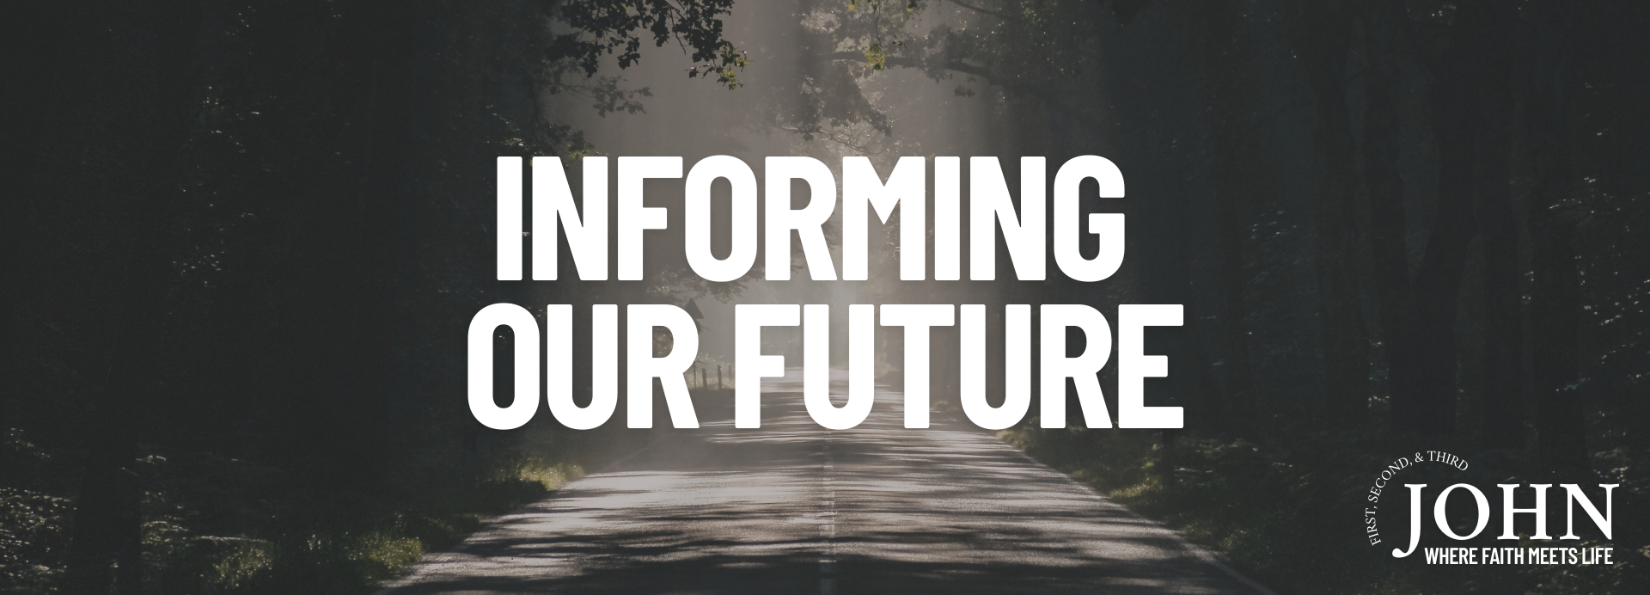 INFORMING
OUR FUTURE
FIRST, SECOND, & THIRD
JOHN
WHERE FAITH MEETS LIFE